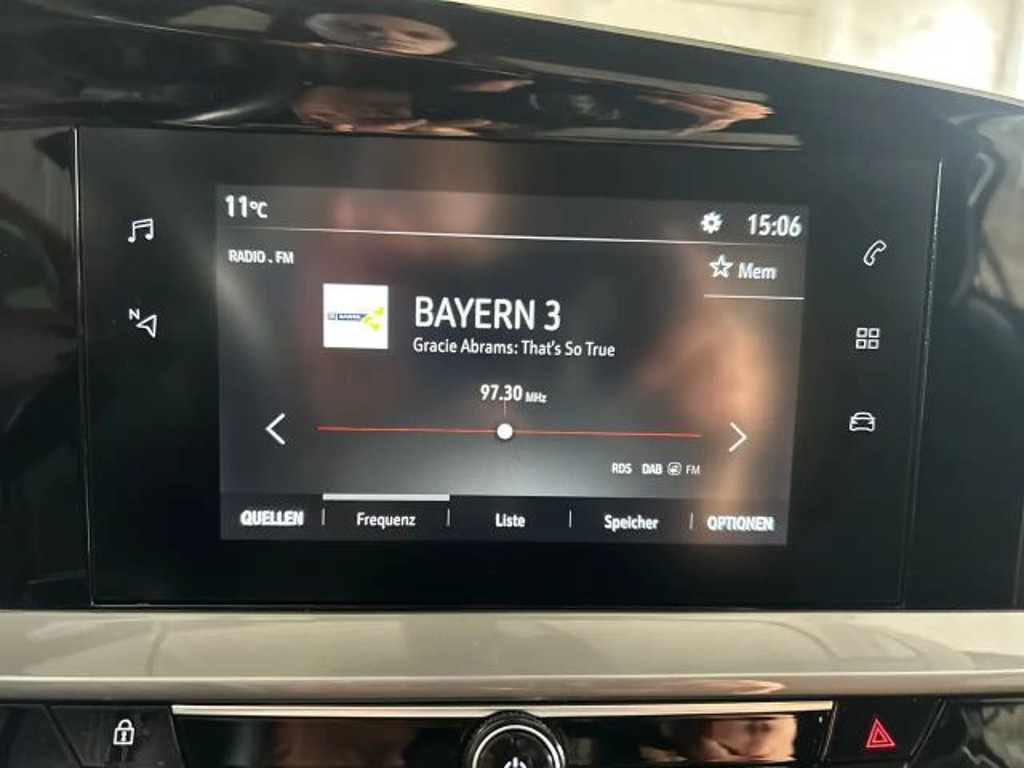 11°C 15:06
RADIO . FM
Mem
BAYERN 3
Gracie Abrams: That's So True
97.30 MHz
N
RDS DAB FM
QUELLEN Frequenz Liste Speicher OPTIONEN